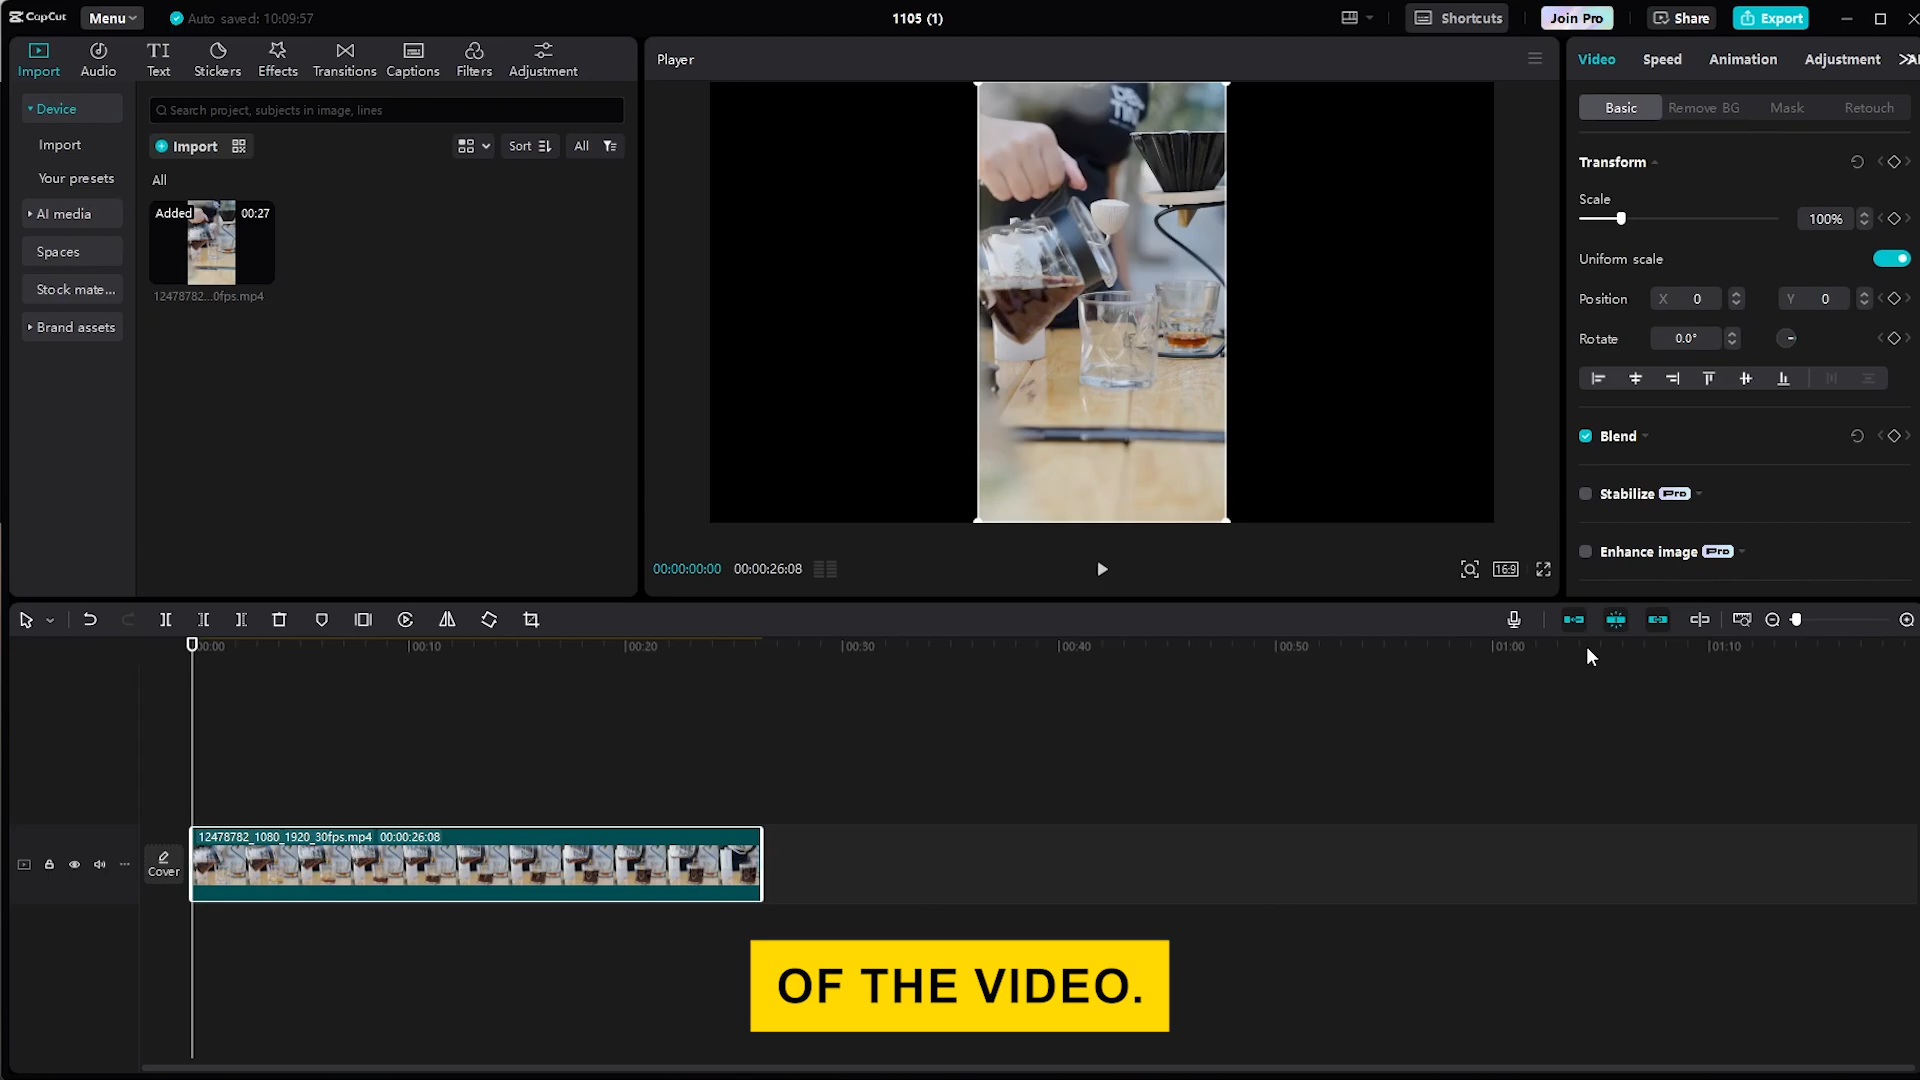 CapCut
Menu
Auto saved: 10:09:57
1105 (1)
Shortcuts
Join Pro
Share
Export
Import
Audio
Text
Stickers
Effects
Transitions
Captions
Filters
Adjustment
Device
Import
Your presets
AI media
Spaces
Stock mate...
Brand assets
Search project, subjects in image, lines
Import
Sort
All
All
Added
00:27
12478782...0fps.mp4
Player
00:00:00:00
00:00:26:08
16:9
Video
Speed
Animation
Adjustment
Basic
Remove BG
Mask
Retouch
Transform
Scale
100%
Uniform scale
Position
X
0
Y
0
Rotate
0.0°
Blend
Stabilize
Pro
Enhance image
Pro
00:00
00:10
00:20
00:30
00:40
00:50
01:00
01:10
Cover
12478782_1080_1920_30fps.mp4 00:00:26:08
OF THE VIDEO.